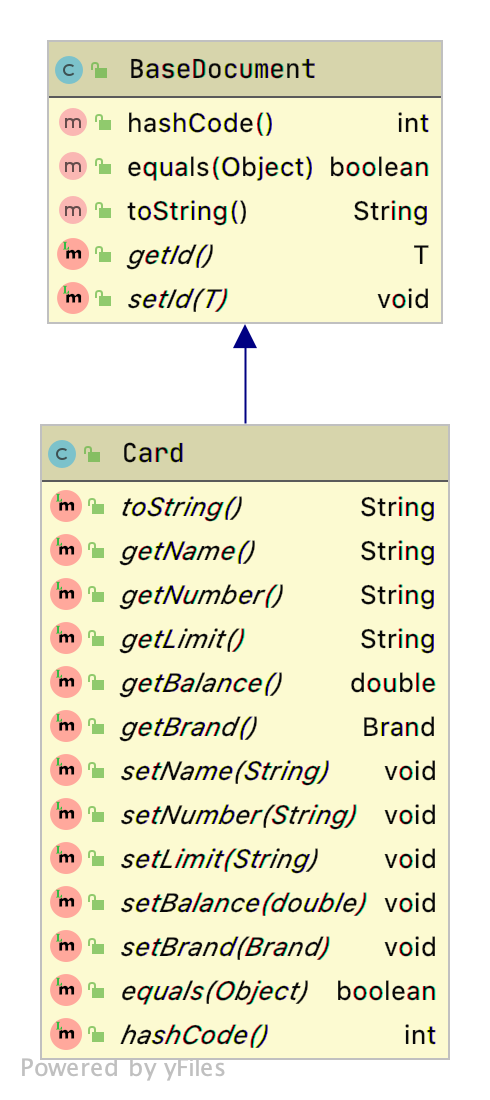 BaseDocument
hashCode() int
equals(Object) boolean
toString() String
getId() T
setId(T) void
Card
toString() String
getName() String
getNumber() String
getLimit() String
getBalance() double
getBrand() Brand
setName(String) void
setNumber(String) void
setLimit(String) void
setBalance(double) void
setBrand(Brand) void
equals(Object) boolean
hashCode() int
Powered by yFiles